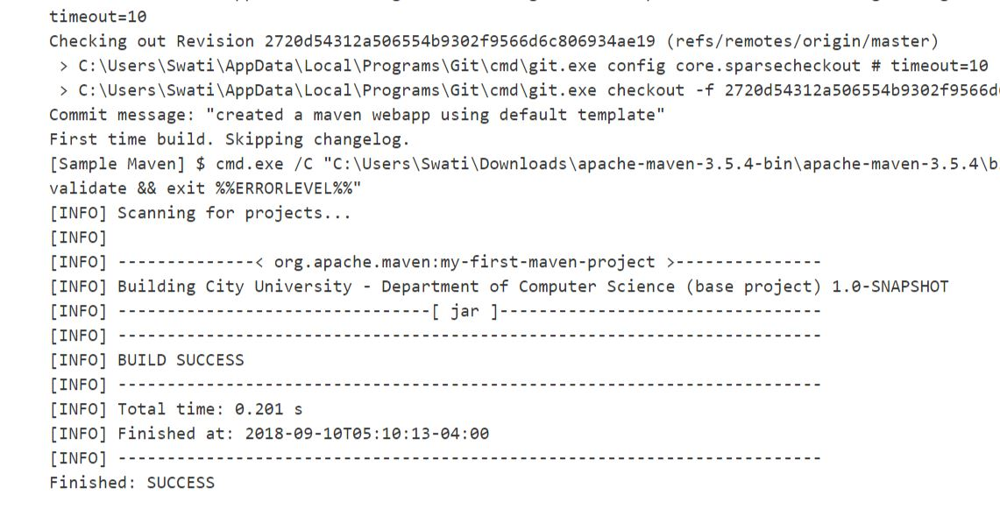 timeout=10
Checking out Revision 2720d54312a506554b9302f9566d6c806934ae19 (refs/remotes/origin/master)
> C:\Users\Swati\AppData\Local\Programs\Git\cmd\git.exe config core.sparsecheckout # timeout=10
> C:\Users\Swati\AppData\Local\Programs\Git\cmd\git.exe checkout -f 2720d54312a506554b9302f9566d
Commit message: "created a maven webapp using default template"
First time build. Skipping changelog.
[Sample Maven] $ cmd.exe /C "C:\Users\Swati\Downloads\apache-maven-3.5.4-bin\apache-maven-3.5.4\b
validate && exit %%ERRORLEVEL%%"
[INFO] Scanning for projects...
[INFO]
[INFO] --------------< org.apache.maven:my-first-maven-project >---------------
[INFO] Building City University - Department of Computer Science (base project) 1.0-SNAPSHOT
[INFO] --------------------------------[ jar ]---------------------------------
[INFO] ------------------------------------------------------------------------
[INFO] BUILD SUCCESS
[INFO] ------------------------------------------------------------------------
[INFO] Total time: 0.201 s
[INFO] Finished at: 2018-09-10T05:10:13-04:00
[INFO] ------------------------------------------------------------------------
Finished: SUCCESS